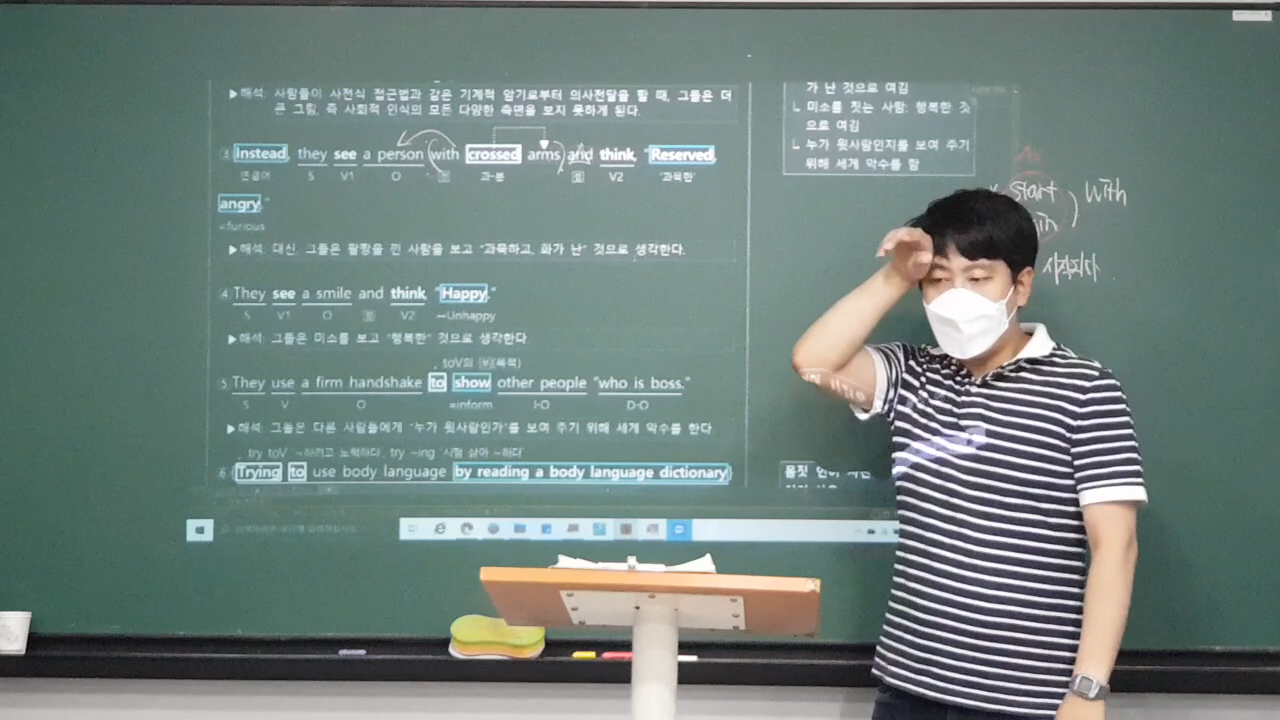 ▶해석: 사람들이 사전식 접근법과 같은 기계적 암기로부터 의사전달을 할 때, 그들은 더
큰 그림, 즉 사회적 인식의 모든 다양한 측면을 보지 못하게 된다.
③ Instead, they see a person (with crossed arms) and think, "Reserved,
연결어 S V1 O 전 과·분 등 V2 '과묵한'
angry."
=furious
▶해석: 대신, 그들은 팔짱을 낀 사람을 보고 "과묵하고, 화가 난" 것으로 생각한다.
④ They see a smile and think, "Happy."
S V1 O 등 V2 ↔Unhappy
▶해석: 그들은 미소를 보고 "행복한" 것으로 생각한다.
toV의 부(목적)
⑤ They use a firm handshake to show other people "who is boss."
S V O =inform I·O D·O
▶해석: 그들은 다른 사람들에게 "누가 윗사람인가"를 보여 주기 위해 세게 악수를 한다.
try toV '~하려고 노력하다', try ~ing '시험 삼아 ~하다'
⑥ (Trying to use body language by reading a body language dictionary)
가 난 것으로 여김
└ 미소를 짓는 사람: 행복한 것
으로 여김
└ 누가 윗사람인지를 보여 주기
위해 세게 악수를 함
start with
시작되다
몸짓 언어